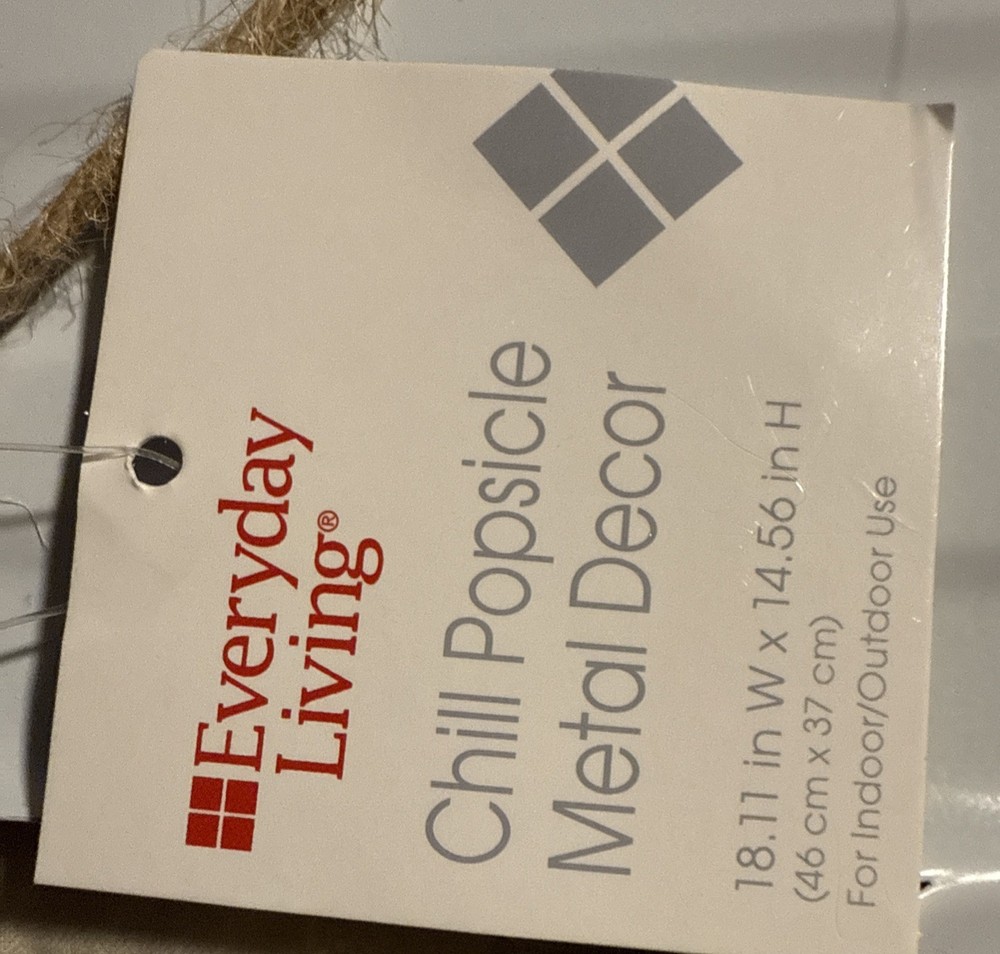 Everyday
Living®
Chill Popsicle
Metal Decor
18.11 in W x 14.56 in H
(46 cm x 37 cm)
For Indoor/Outdoor Use